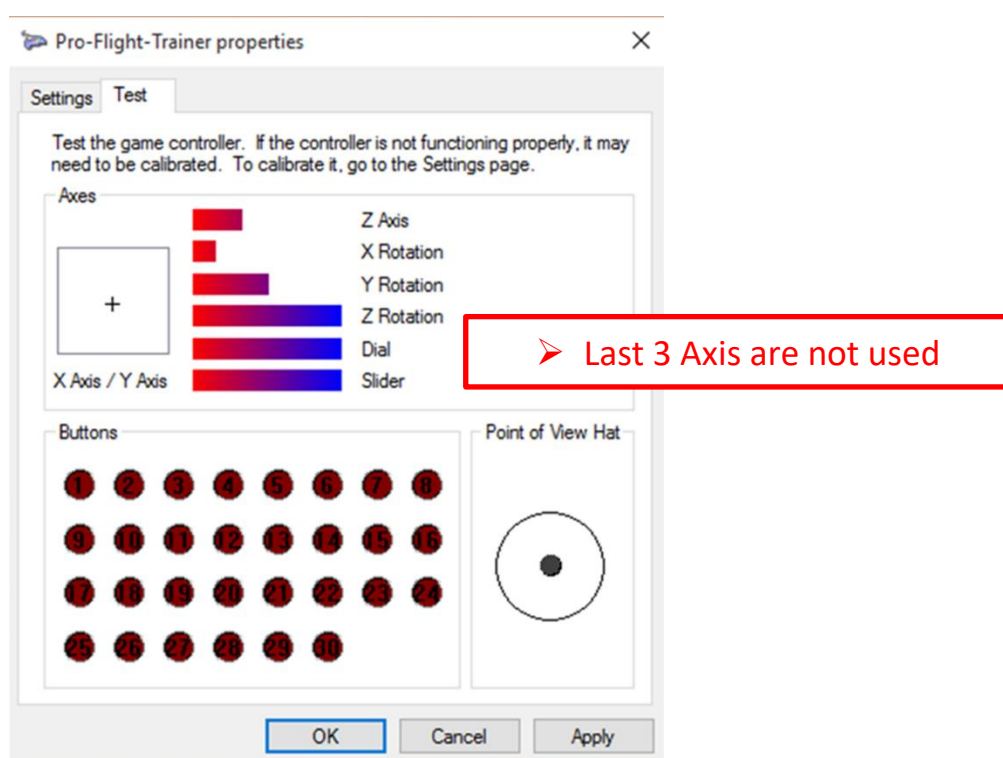 Pro-Flight-Trainer properties
Settings Test
Test the game controller. If the controller is not functioning properly, it may
need to be calibrated. To calibrate it, go to the Settings page.
Axes
Z Axis
X Rotation
Y Rotation
Z Rotation
Dial
Slider
X Axis / Y Axis
➢ Last 3 Axis are not used
Buttons
1 2 3 4 5 6 7 8
9 10 11 12 13 14 15 16
17 18 19 20 21 22 23 24
25 26 27 28 29 30
Point of View Hat
OK Cancel Apply